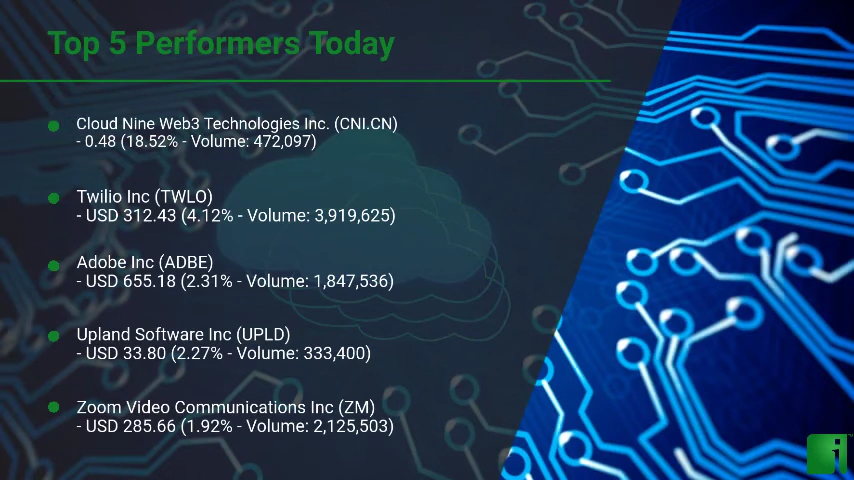 Top 5 Performers Today
Cloud Nine Web3 Technologies Inc. (CNI.CN)
- 0.48 (18.52% - Volume: 472,097)
Twilio Inc (TWLO)
- USD 312.43 (4.12% - Volume: 3,919,625)
Adobe Inc (ADBE)
- USD 655.18 (2.31% - Volume: 1,847,536)
Upland Software Inc (UPLD)
- USD 33.80 (2.27% - Volume: 333,400)
Zoom Video Communications Inc (ZM)
- USD 285.66 (1.92% - Volume: 2,125,503)
i